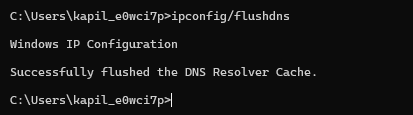 C:\Users\kapil_e0wci7p>ipconfig/flushdns
Windows IP Configuration
Successfully flushed the DNS Resolver Cache.
C:\Users\kapil_e0wci7p>